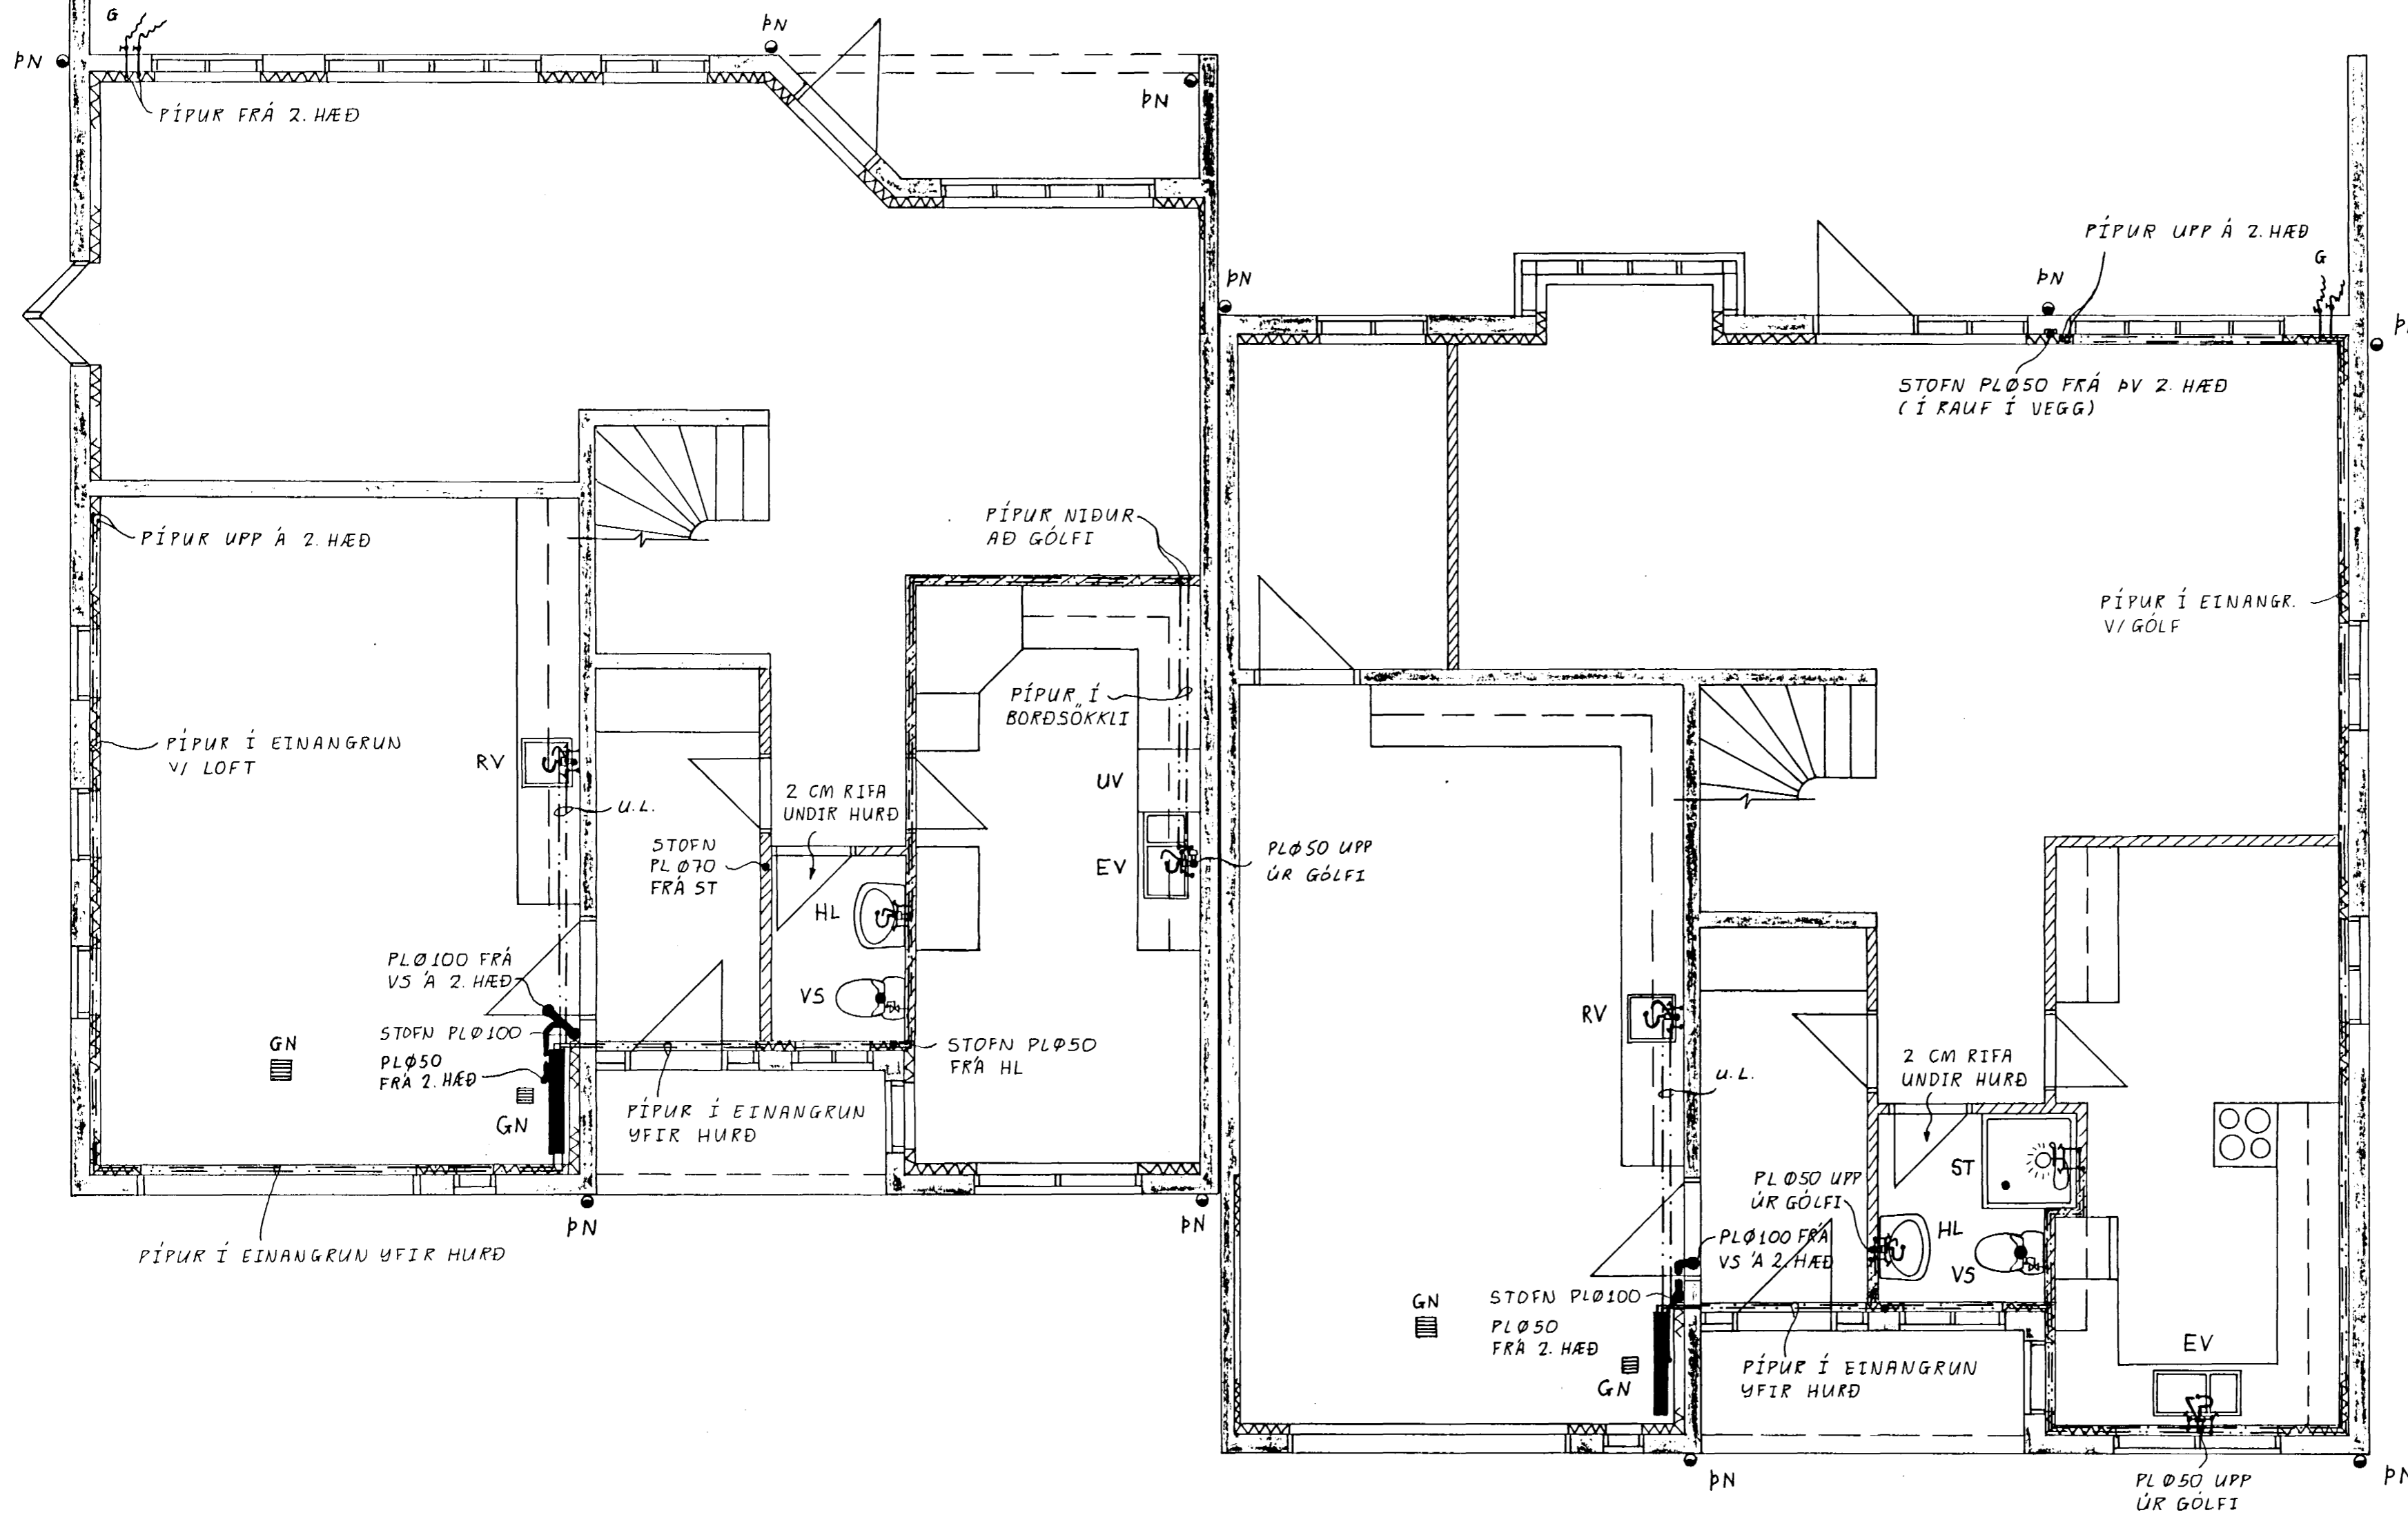 G
ÞN
ÞN
ÞN
PÍPUR FRÁ 2. HÆÐ
PÍPUR UPP Á 2. HÆÐ
PÍPUR NIÐUR
AÐ GÓLFI
PÍPUR Í EINANGRUN
V/ LOFT
RV
U.L.
PÍPUR Í
BORÐSÖKKLI
UV
EV
2 CM RIFA
UNDIR HURÐ
STOFN
PL Ø70
FRÁ ST
PLØ50 UPP
ÚR GÓLFI
HL
VS
PLØ100 FRÁ
VS Á 2. HÆÐ
STOFN PLØ100
PLØ50
FRÁ 2. HÆÐ
GN
GN
STOFN PLØ50
FRÁ HL
PÍPUR Í EINANGRUN
YFIR HURÐ
PÍPUR Í EINANGRUN YFIR HURÐ
ÞN
ÞN
ÞN
PÍPUR UPP Á 2. HÆÐ
ÞN
G
STOFN PLØ50 FRÁ ÞV 2. HÆÐ
(Í RAUF Í VEGG)
PÍPUR Í EINANGR.
V/ GÓLF
RV
U.L.
2 CM RIFA
UNDIR HURÐ
ST
PL Ø50 UPP
ÚR GÓLFI
HL
VS
PLØ100 FRÁ
VS Á 2. HÆÐ
STOFN PLØ100
PLØ50
FRÁ 2. HÆÐ
GN
GN
PÍPUR Í EINANGRUN
YFIR HURÐ
EV
ÞN
PL Ø50 UPP
ÚR GÓLFI
ÞN